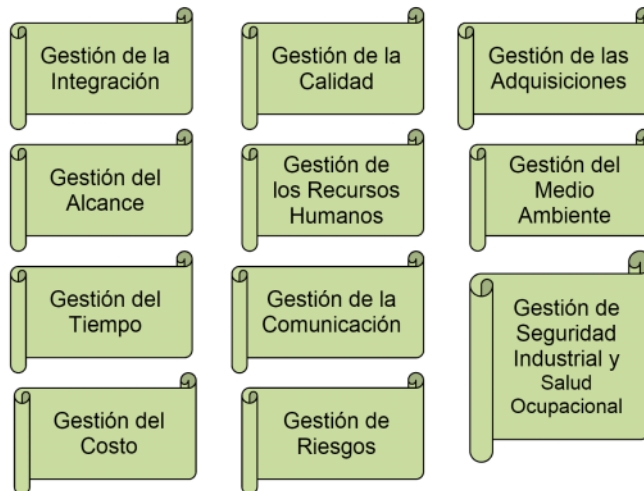 Gestión de la
Integración
Gestión del
Alcance
Gestión del
Tiempo
Gestión del
Costo
Gestión de la
Calidad
Gestión de
los Recursos
Humanos
Gestión de la
Comunicación
Gestión de
Riesgos
Gestión de las
Adquisiciones
Gestión del
Medio
Ambiente
Gestión de
Seguridad
Industrial y
Salud
Ocupacional